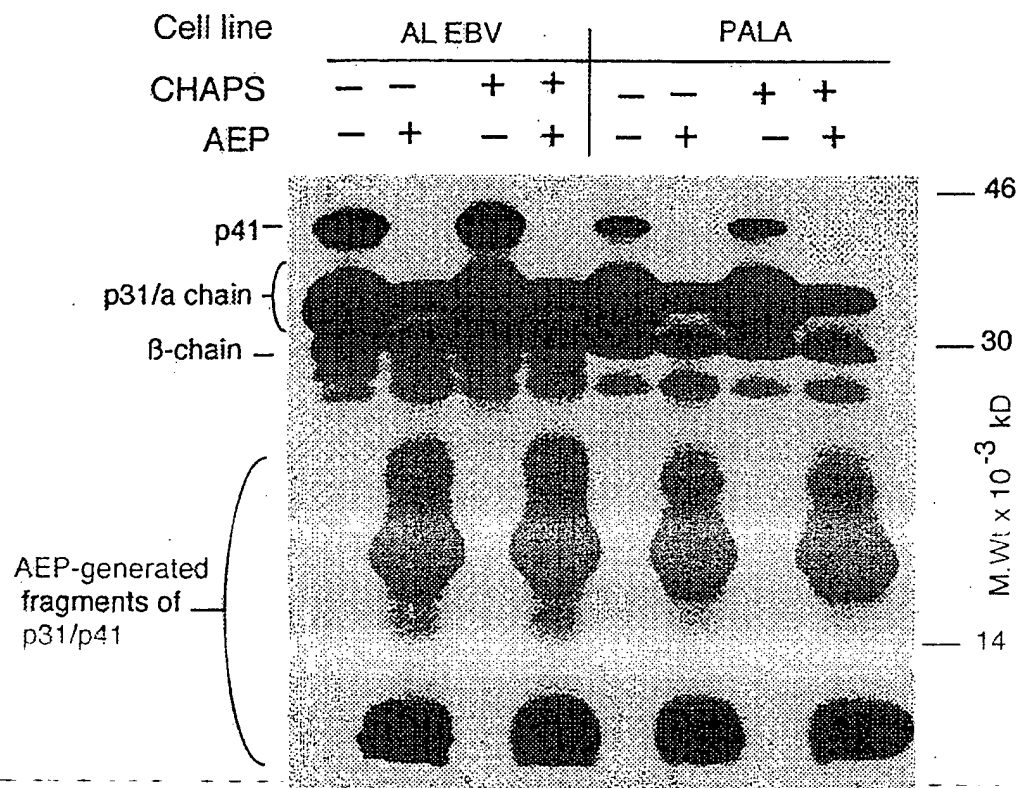 Cell line AL EBV PALA
CHAPS − − + + − − + +
AEP − + − + − + − +
46
p41
p31/a chain
ß-chain
30
M.Wt x 10-3 kD
AEP-generated
fragments of
p31/p41
14